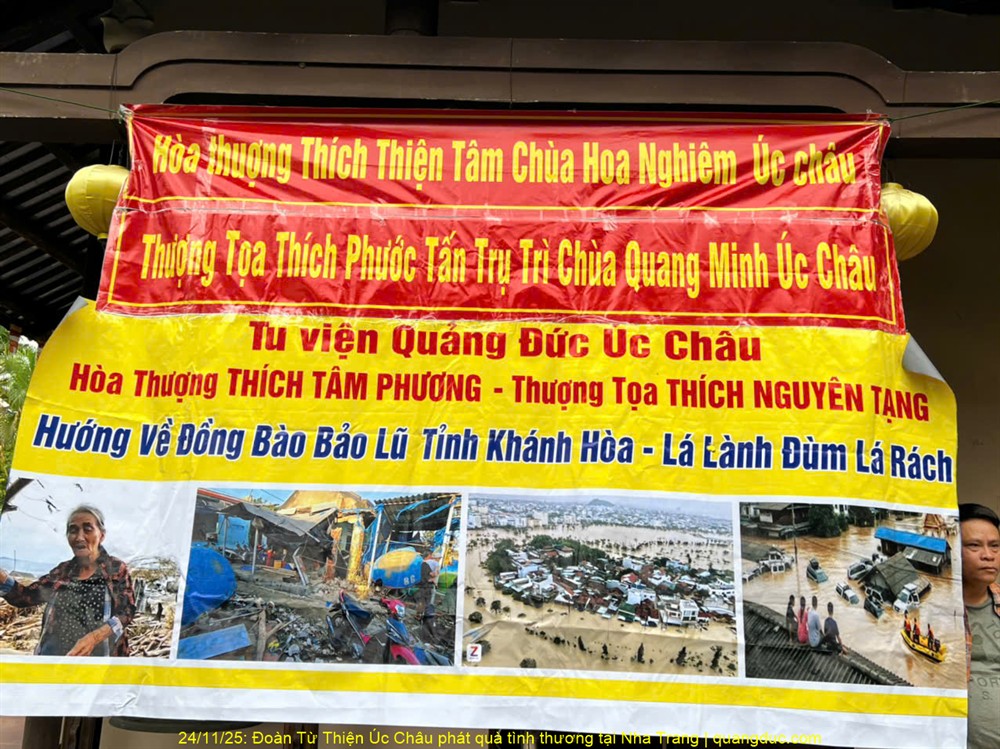 Hòa thượng Thích Thiện Tâm Chùa Hoa Nghiêm Úc châu
Thượng Tọa Thích Phước Tấn Trụ Trì Chùa Quang Minh Úc Châu
Tu viện Quảng Đức Úc Châu
Hòa Thượng THÍCH TÂM PHƯƠNG - Thượng Tọa THÍCH NGUYÊN TẠNG
Hướng Về Đồng Bào Bảo Lũ Tỉnh Khánh Hòa - Lá Lành Đùm Lá Rách
Z
24/11/25: Đoàn Từ Thiện Úc Châu phát quà tình thương tại Nha Trang | quangduc.com